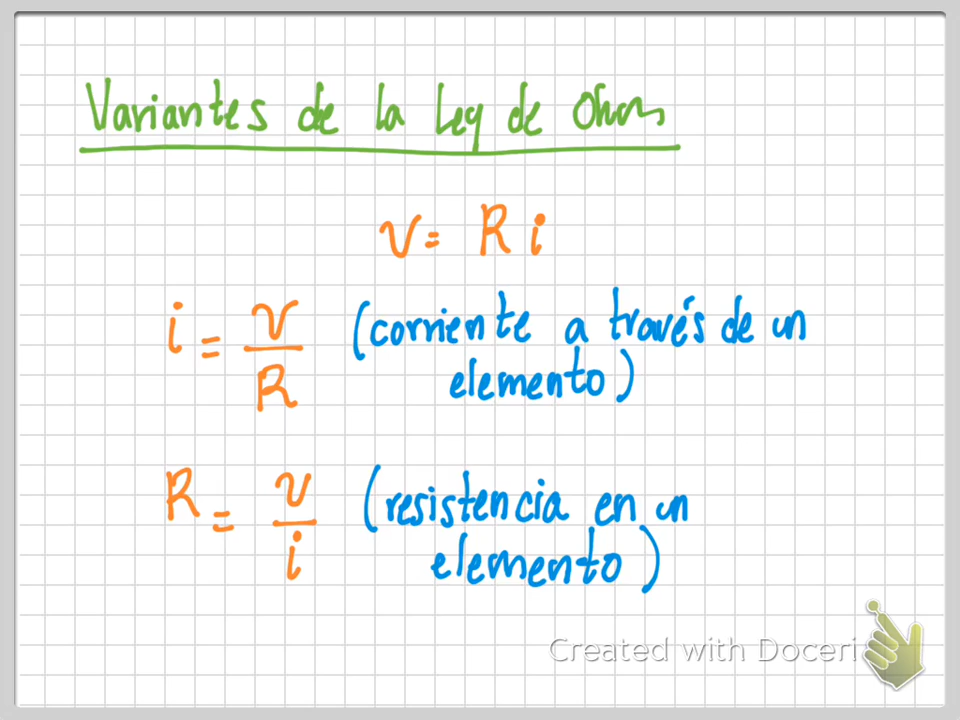 Variantes de la Ley de Ohm
v = R i
i = v/R (corriente a través de un
elemento)
R = v/i (resistencia en un
elemento)
Created with Doceri